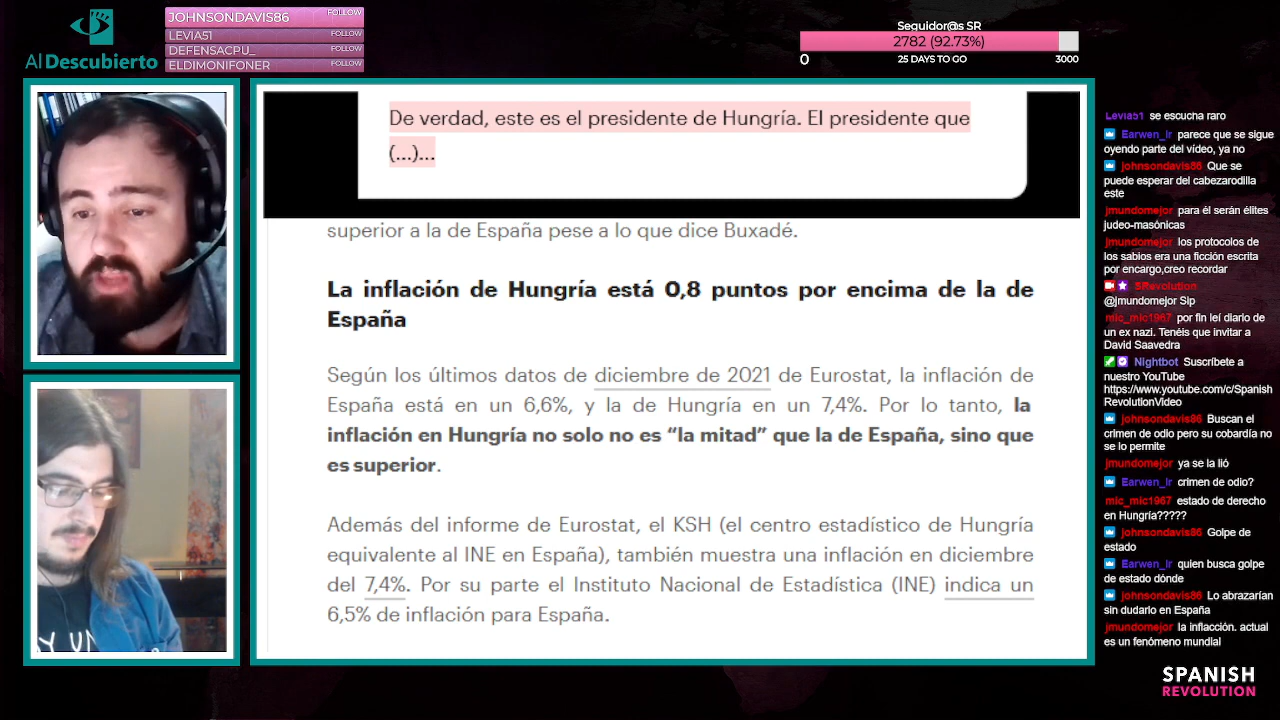 Al Descubierto
JOHNSONDAVIS86 FOLLOW
LEVIA51 FOLLOW
DEFENSACPU_ FOLLOW
ELDIMONIFONER FOLLOW
Seguidor@s SR
2782 (92.73%)
0 25 DAYS TO GO 3000
De verdad, este es el presidente de Hungría. El presidente que
(...)...
superior a la de España pese a lo que dice Buxadé.
La inflación de Hungría está 0,8 puntos por encima de la de
España
Según los últimos datos de diciembre de 2021 de Eurostat, la inflación de
España está en un 6,6%, y la de Hungría en un 7,4%. Por lo tanto, la
inflación en Hungría no solo no es “la mitad” que la de España, sino que
es superior.
Además del informe de Eurostat, el KSH (el centro estadístico de Hungría
equivalente al INE en España), también muestra una inflación en diciembre
del 7,4%. Por su parte el Instituto Nacional de Estadística (INE) indica un
6,5% de inflación para España.
Y UN
Levia51 se escucha raro
Earwen_Ir parece que se sigue
oyendo parte del vídeo, ya no
johnsondavis86 Que se
puede esperar del cabezarodilla
este
jmundomejor para él serán élites
judeo-masónicas
jmundomejor los protocolos de
los sabios era una ficción escrita
por encargo,creo recordar
SRevolution
@jmundomejor Sip
mic_mic1967 por fin leí diario de
un ex nazi. Tenéis que invitar a
David Saavedra
Nightbot Suscríbete a
nuestro YouTube
https://www.youtube.com/c/Spanish
RevolutionVideo
johnsondavis86 Buscan el
crimen de odio pero su cobardía no
se lo permite
jmundomejor ya se la lió
Earwen_Ir crimen de odio?
mic_mic1967 estado de derecho
en Hungría?????
johnsondavis86 Golpe de
estado
Earwen_Ir quien busca golpe
de estado dónde
johnsondavis86 Lo abrazarían
sin dudarlo en España
jmundomejor la inflacción. actual
es un fenómeno mundial
SPANISH
REVOLUTION